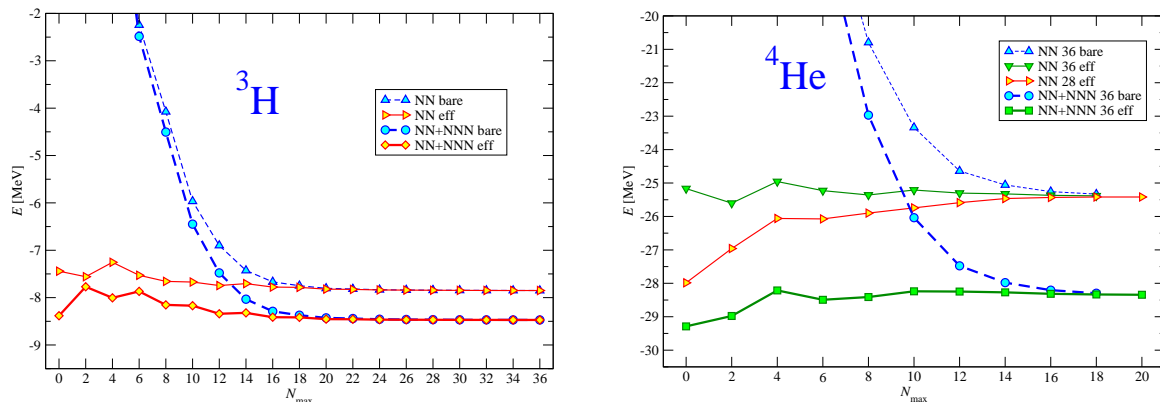 -2
-3
-4
-5
-6
-7
-8
-9
E [MeV]
³H
NN bare
NN eff
NN+NNN bare
NN+NNN eff
0 2 4 6 8 10 12 14 16 18 20 22 24 26 28 30 32 34 36
N_max
-20
-21
-22
-23
-24
-25
-26
-27
-28
-29
-30
E [MeV]
⁴He
NN 36 bare
NN 36 eff
NN 28 eff
NN+NNN 36 bare
NN+NNN 36 eff
0 2 4 6 8 10 12 14 16 18 20
N_max